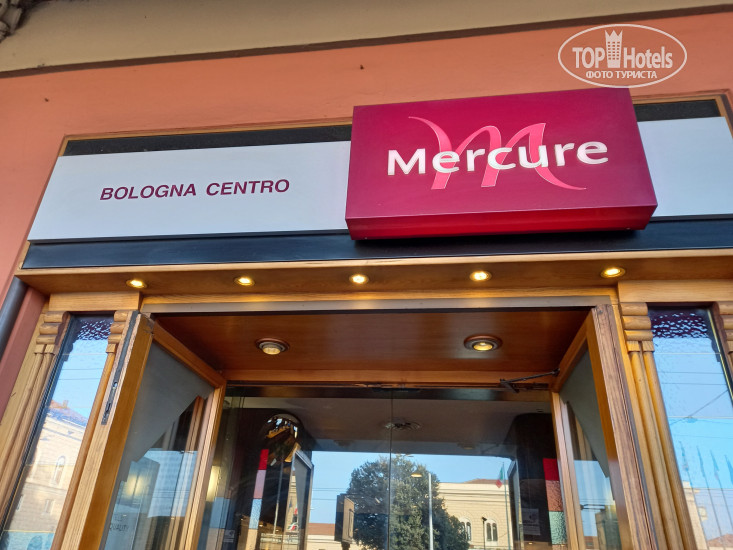 TOP Hotels
ФОТО ТУРИСТА
Mercure
BOLOGNA CENTRO